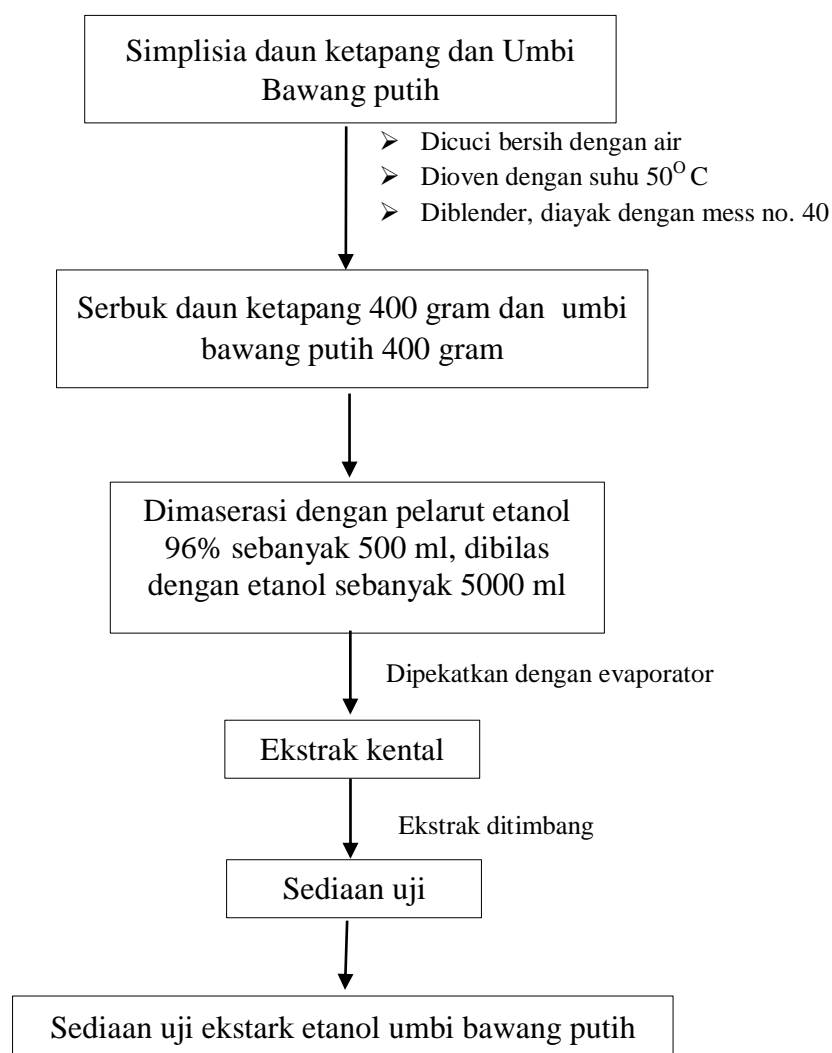 Simplisia daun ketapang dan Umbi
Bawang putih
➤ Dicuci bersih dengan air
➤ Dioven dengan suhu 50^O C
➤ Diblender, diayak dengan mess no. 40
Serbuk daun ketapang 400 gram dan umbi
bawang putih 400 gram
Dimaserasi dengan pelarut etanol
96% sebanyak 500 ml, dibilas
dengan etanol sebanyak 5000 ml
Dipekatkan dengan evaporator
Ekstrak kental
Ekstrak ditimbang
Sediaan uji
Sediaan uji ekstark etanol umbi bawang putih